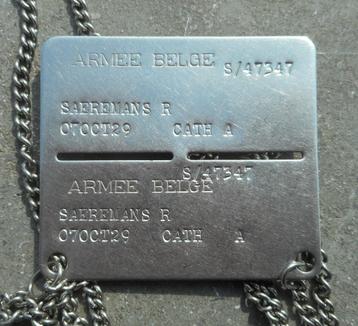 ARMEE BELGE S/47347
SAEREMANS R
07OCT29 CATH A
S/47347
ARMEE BELGE
SAEREMANS R
07OCT29 CATH A